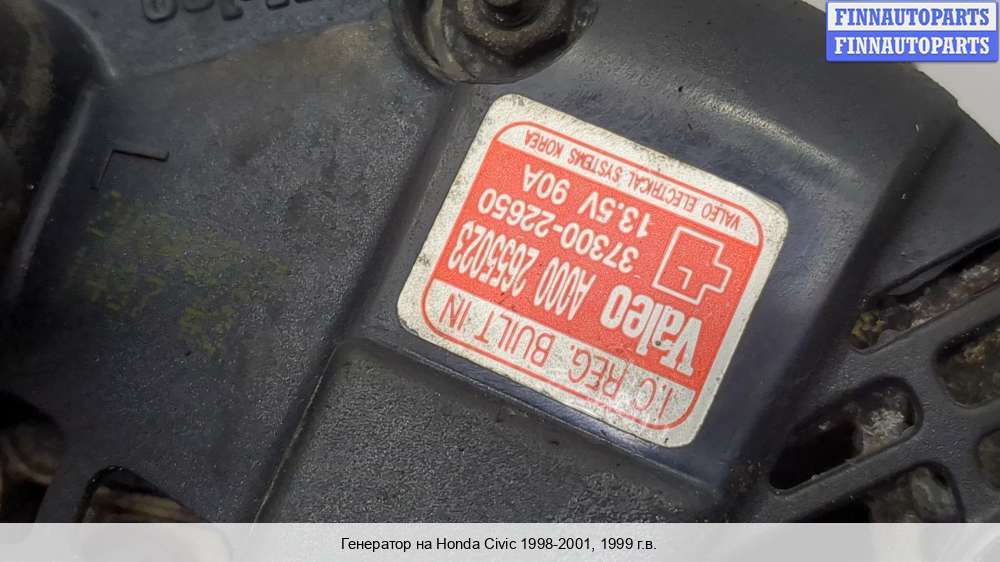 FINNAUTOPARTS
FINNAUTOPARTS
I.C REG. BUILT IN
Valeo A000 2655023
37300-22650
13.5V 90A
L
VALEO ELECTRICAL SYSTEMS KOREA
Генератор на Honda Civic 1998-2001, 1999 г.в.